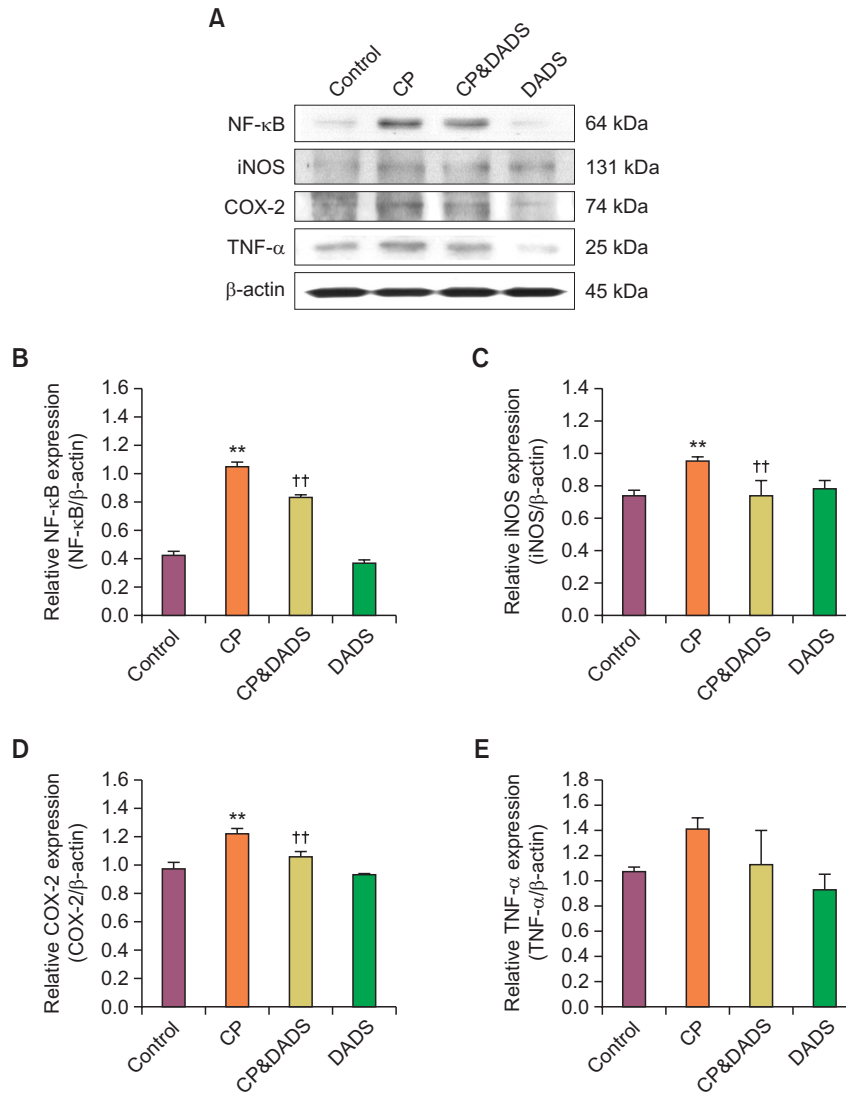 A
Control CP CP&DADS DADS
NF-κB 64 kDa
iNOS 131 kDa
COX-2 74 kDa
TNF-α 25 kDa
β-actin 45 kDa
B
Relative NF-κB expression
(NF-κB/β-actin)
1.6
1.4
1.2
1.0
0.8
0.6
0.4
0.2
0.0
**
††
Control CP CP&DADS DADS
C
Relative iNOS expression
(iNOS/β-actin)
1.4
1.2
1.0
0.8
0.6
0.4
0.2
0.0
**
††
Control CP CP&DADS DADS
D
Relative COX-2 expression
(COX-2/β-actin)
1.6
1.4
1.2
1.0
0.8
0.6
0.4
0.2
0.0
**
††
Control CP CP&DADS DADS
E
Relative TNF-α expression
(TNF-α/β-actin)
1.8
1.6
1.4
1.2
1.0
0.8
0.6
0.4
0.2
0.0
Control CP CP&DADS DADS